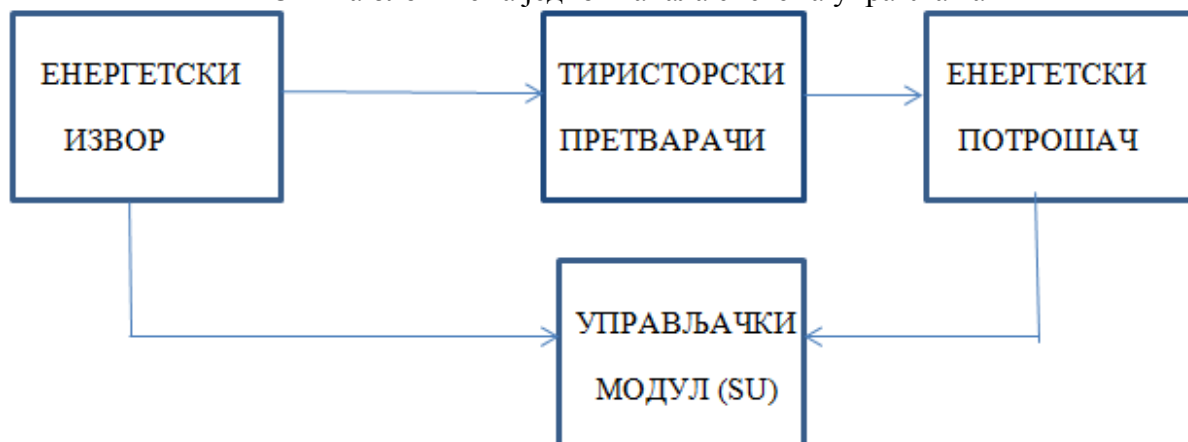 ЕНЕРГЕТСКИ
ИЗВОР
ТИРИСТОРСКИ
ПРЕТВАРАЧИ
ЕНЕРГЕТСКИ
ПОТРОШАЧ
УПРАВЉАЧКИ
МОДУЛ (SU)